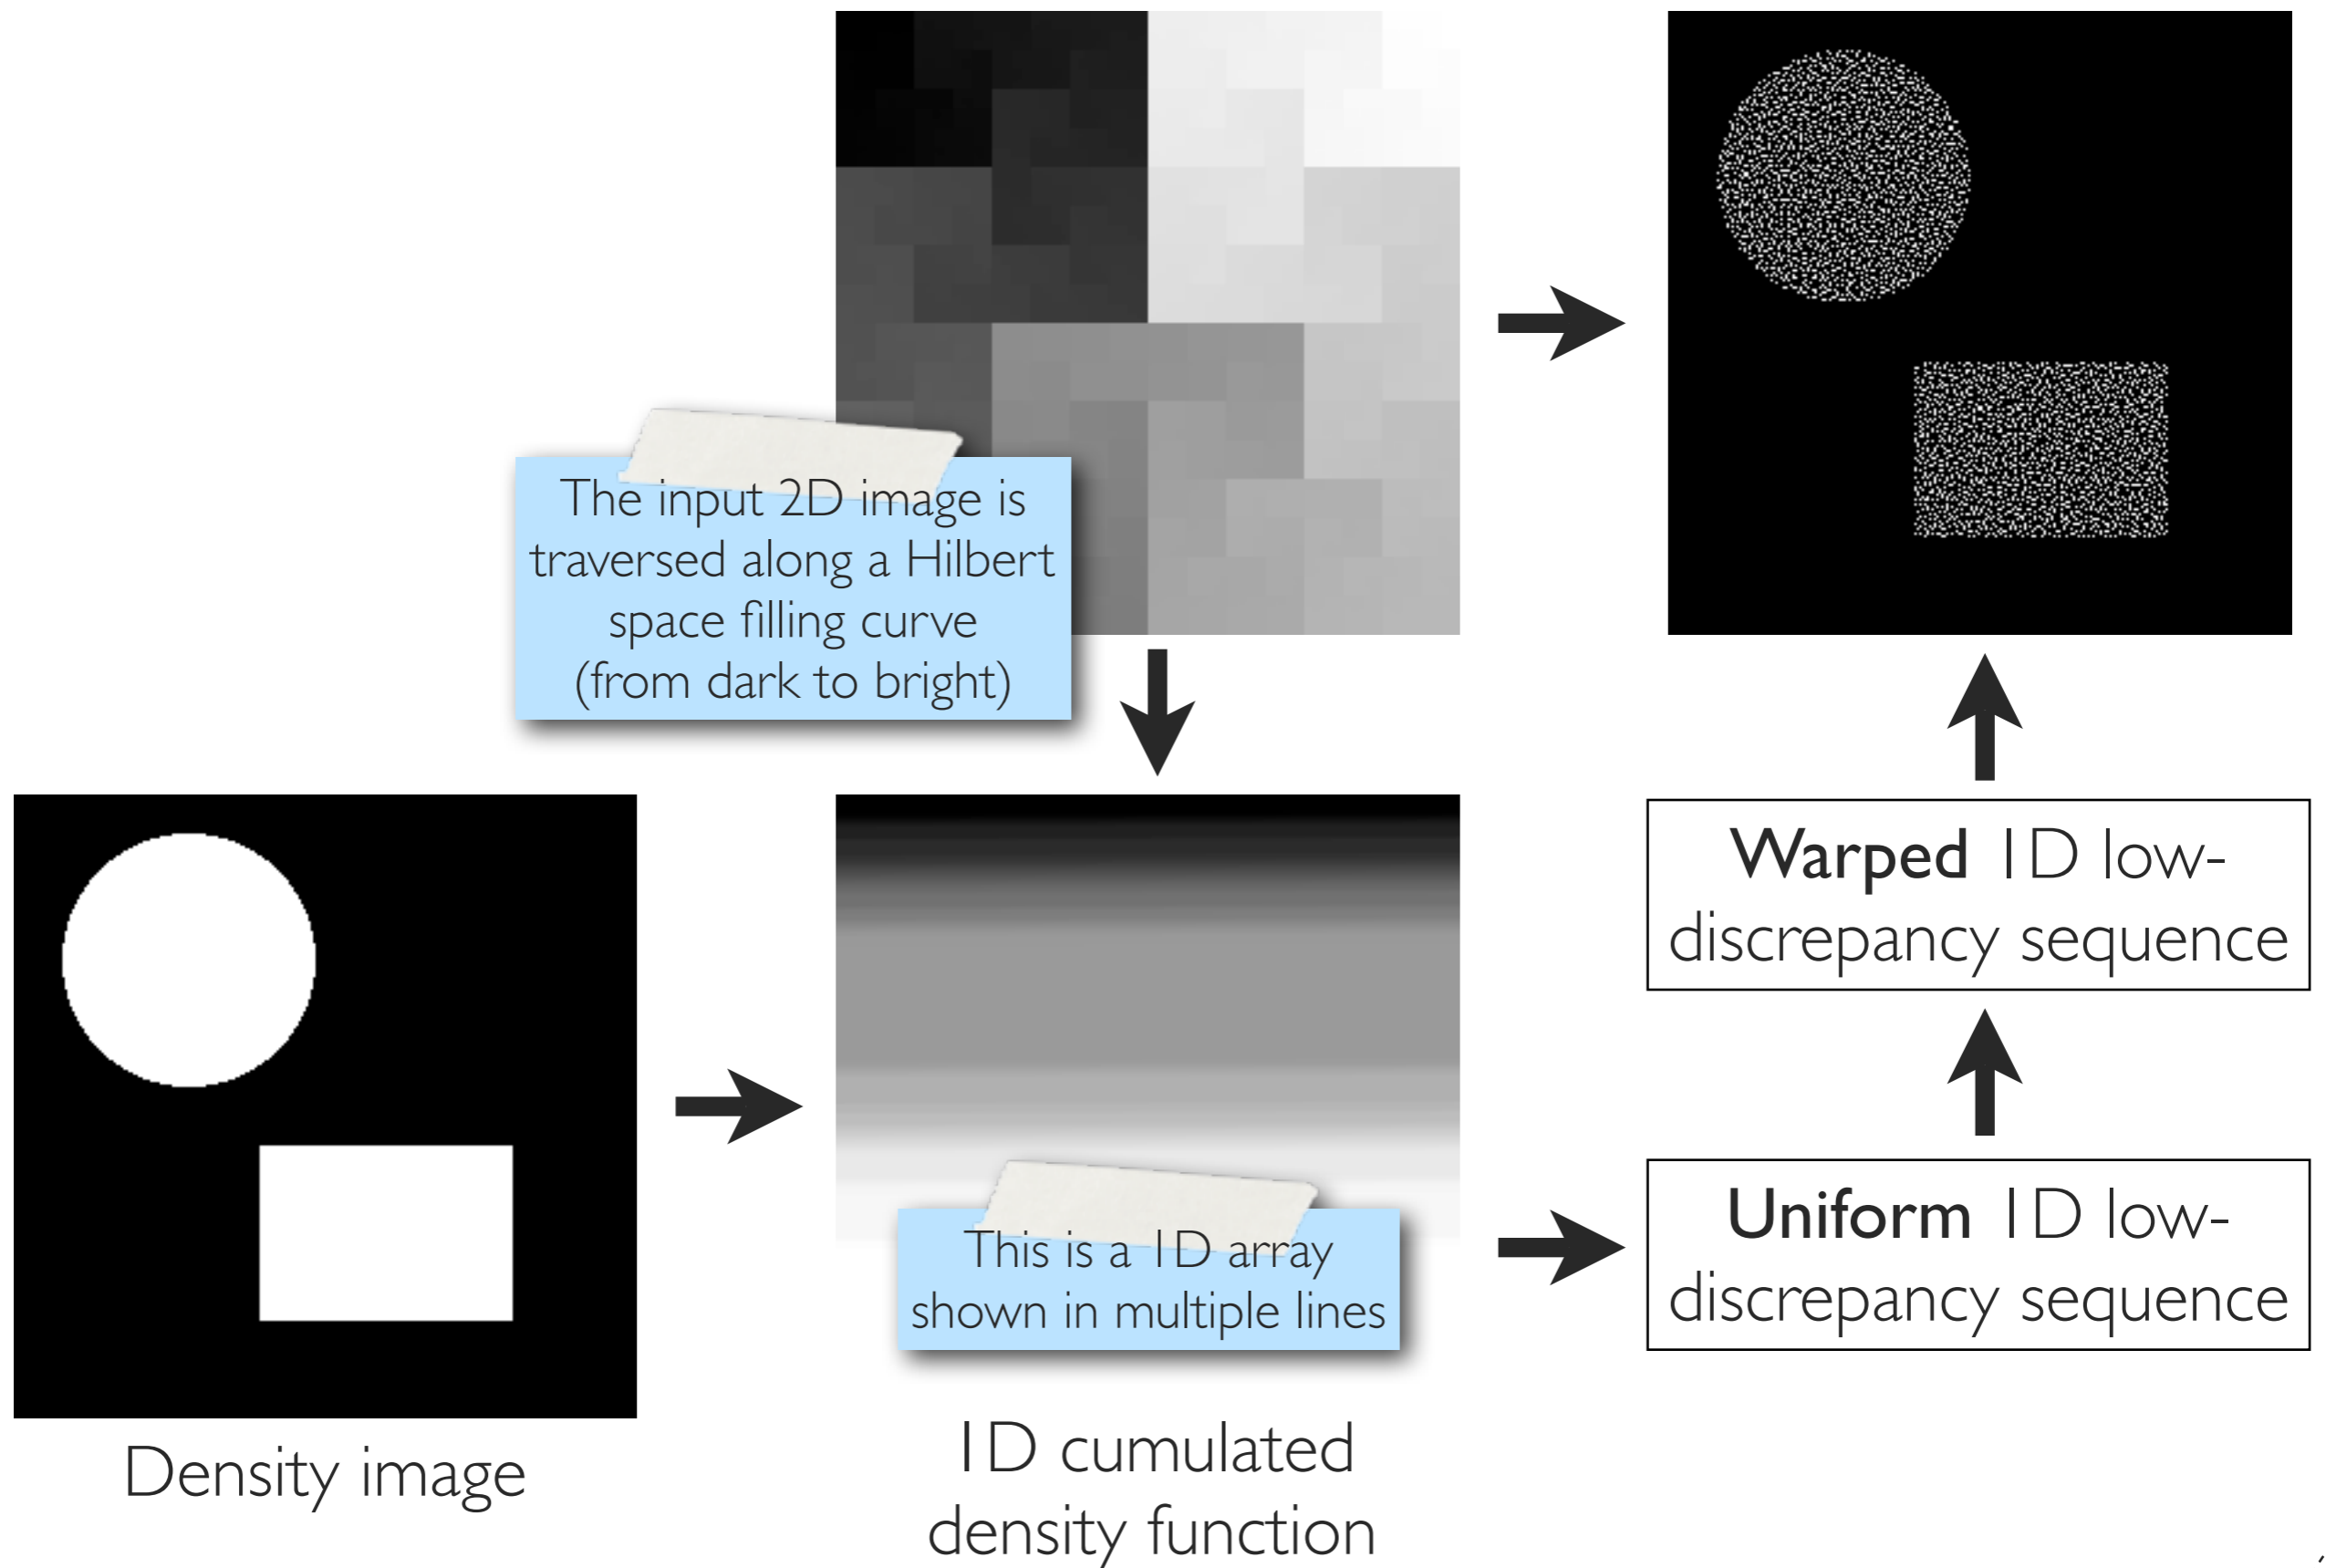 The input 2D image is
traversed along a Hilbert
space filling curve
(from dark to bright)
Warped 1D low-
discrepancy sequence
Uniform 1D low-
discrepancy sequence
This is a 1D array
shown in multiple lines
Density image
1D cumulated
density function